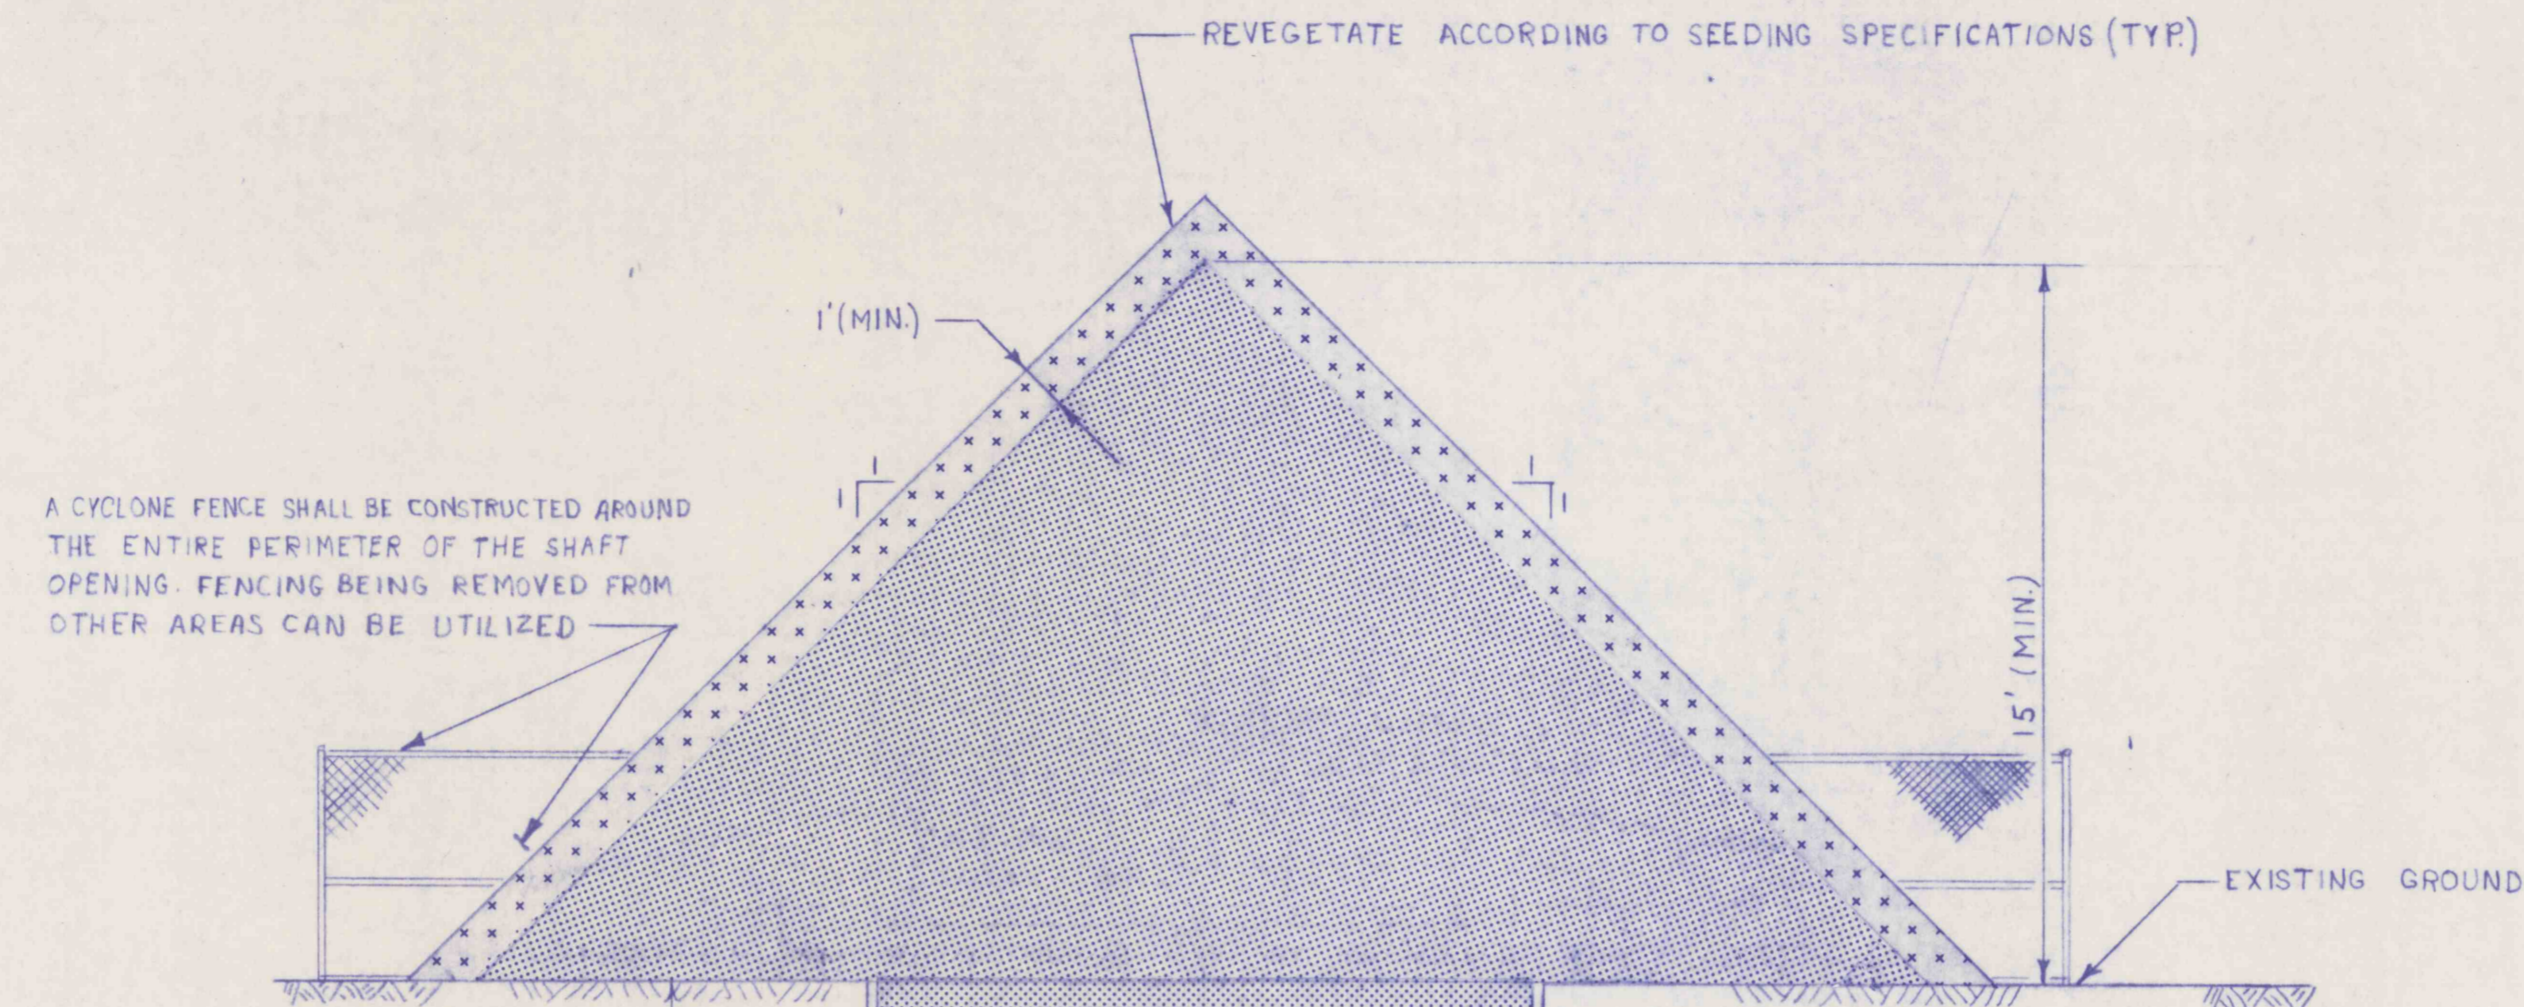 REVEGETATE ACCORDING TO SEEDING SPECIFICATIONS (TYP.)
1' (MIN.)
1
1
1
1
A CYCLONE FENCE SHALL BE CONSTRUCTED AROUND
THE ENTIRE PERIMETER OF THE SHAFT
OPENING. FENCING BEING REMOVED FROM
OTHER AREAS CAN BE UTILIZED
15' (MIN.)
EXISTING GROUND